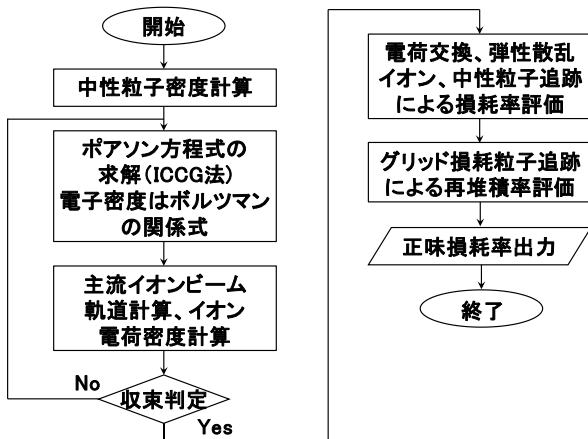 開始
中性粒子密度計算
ポアソン方程式の
求解(ICCG法)
電子密度はボルツマン
の関係式
主流イオンビーム
軌道計算、イオン
電荷密度計算
No
収束判定
Yes
電荷交換、弾性散乱
イオン、中性粒子追跡
による損耗率評価
グリッド損耗粒子追跡
による再堆積率評価
正味損耗率出力
終了